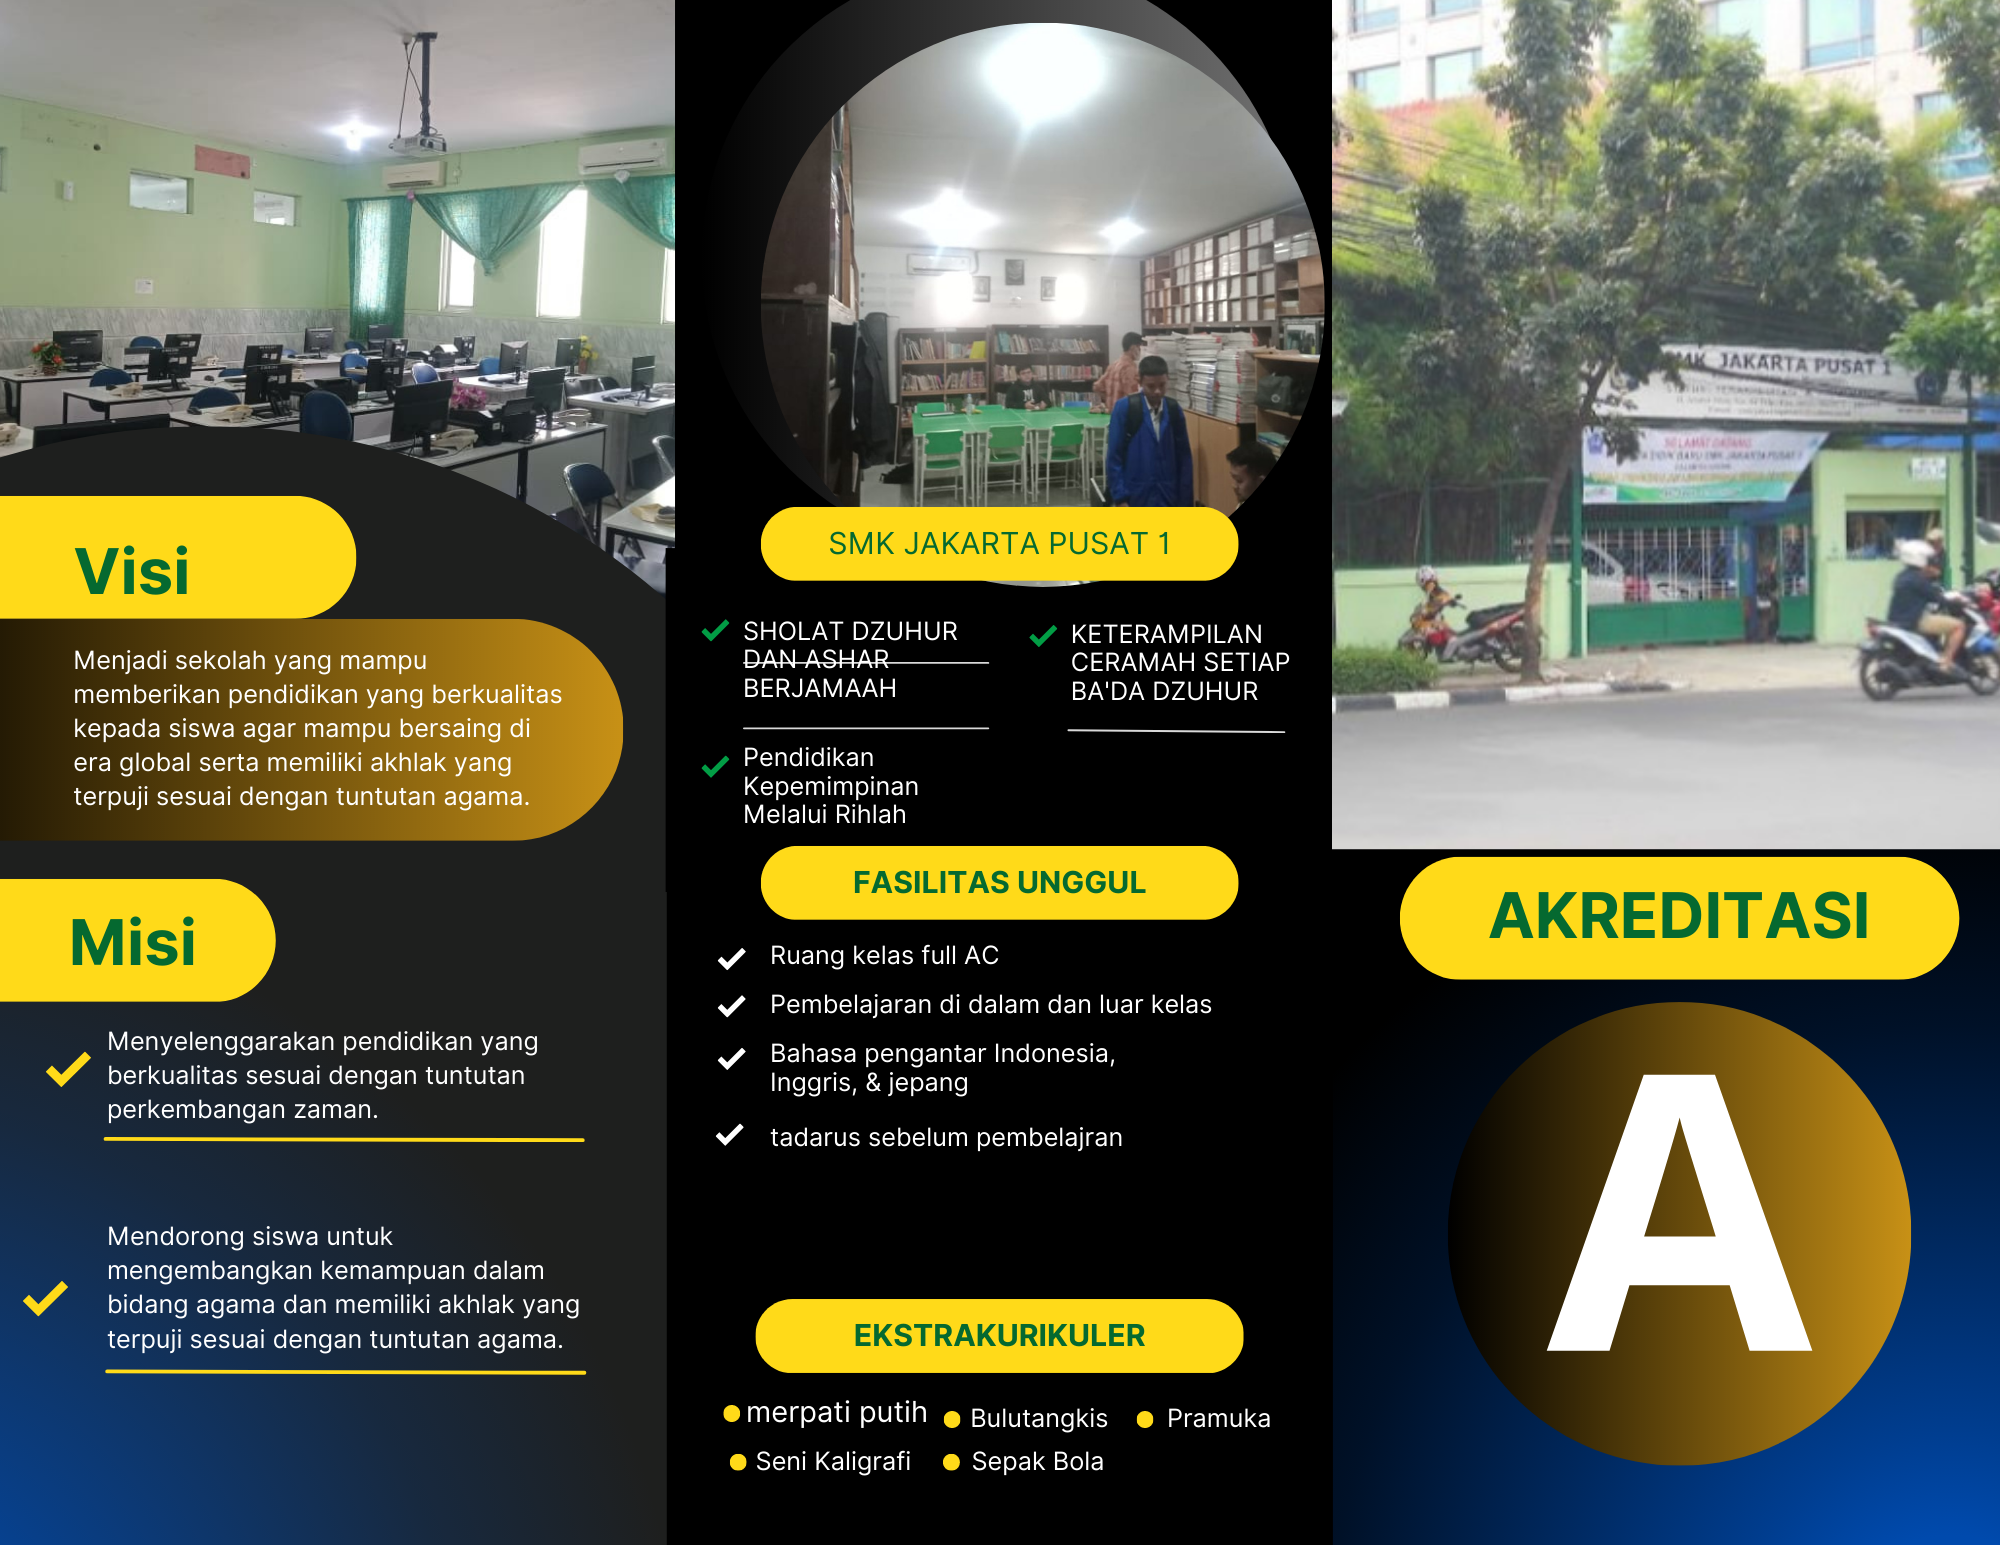 Visi
Menjadi sekolah yang mampu
memberikan pendidikan yang berkualitas
kepada siswa agar mampu bersaing di
era global serta memiliki akhlak yang
terpuji sesuai dengan tuntutan agama.
Misi
Menyelenggarakan pendidikan yang
berkualitas sesuai dengan tuntutan
perkembangan zaman.
Mendorong siswa untuk
mengembangkan kemampuan dalam
bidang agama dan memiliki akhlak yang
terpuji sesuai dengan tuntutan agama.
SMK JAKARTA PUSAT 1
SHOLAT DZUHUR
DAN ASHAR
BERJAMAAH
KETERAMPILAN
CERAMAH SETIAP
BA'DA DZUHUR
Pendidikan
Kepemimpinan
Melalui Rihlah
FASILITAS UNGGUL
Ruang kelas full AC
Pembelajaran di dalam dan luar kelas
Bahasa pengantar Indonesia,
Inggris, & jepang
tadarus sebelum pembelajran
EKSTRAKURIKULER
merpati putih
Bulutangkis
Pramuka
Seni Kaligrafi
Sepak Bola
SMK JAKARTA PUSAT 1
SELAMAT DATANG
AKREDITASI
A